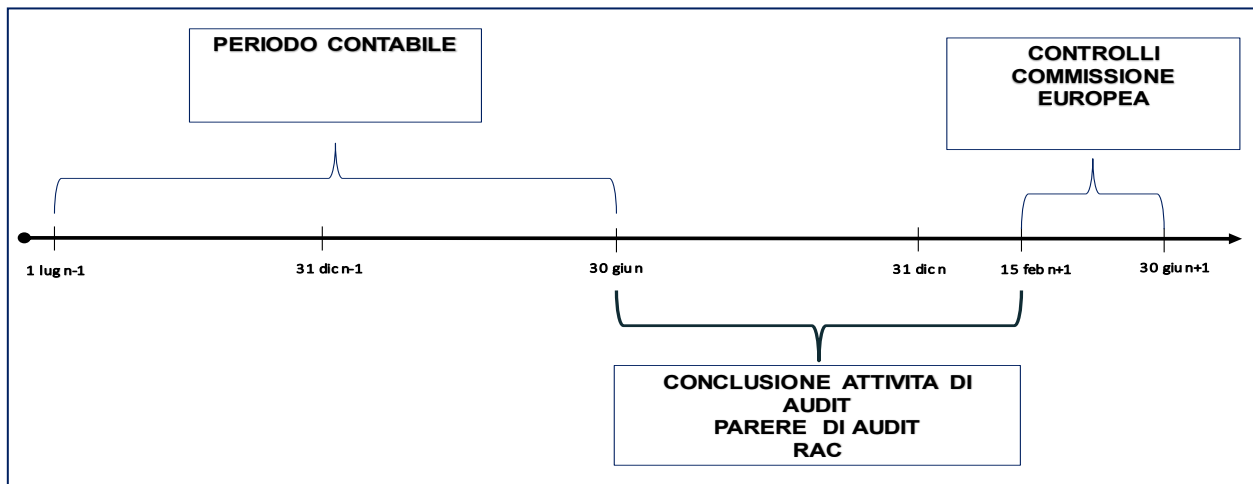 PERIODO CONTABILE
CONTROLLI
COMMISSIONE
EUROPEA
1 lug n-1
31 dic n-1
30 giu n
31 dic n
15 feb n+1
30 giu n+1
CONCLUSIONE ATTIVITA DI
AUDIT
PARERE DI AUDIT
RAC